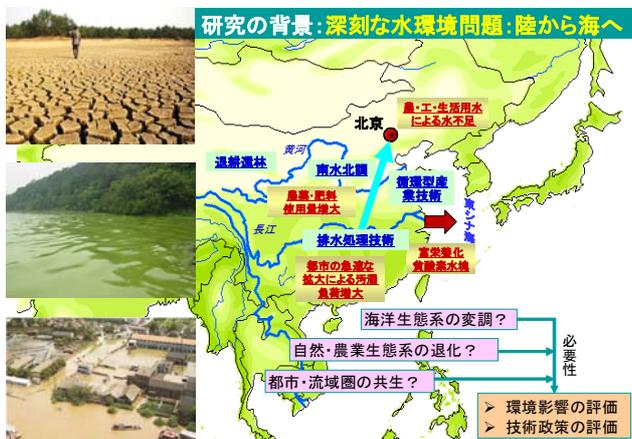 研究の背景:深刻な水環境問題:陸から海へ
農・工・生活用水
による水不足
北京
黄河
退耕還林
南水北調
循環型産
業技術
農薬・肥料
使用量増大
東シナ海
長江
排水処理技術
富栄養化
貧酸素水塊
都市の急速な
拡大による汚濁
負荷増大
海洋生態系の変調?
自然・農業生態系の退化?
都市・流域圏の共生?
必要性
➢ 環境影響の評価
➢ 技術政策の評価